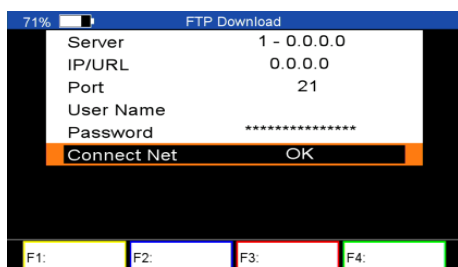 71% FTP Download
Server 1 - 0.0.0.0
IP/URL 0.0.0.0
Port 21
User Name
Password ***************
Connect Net OK
F1: F2: F3: F4: